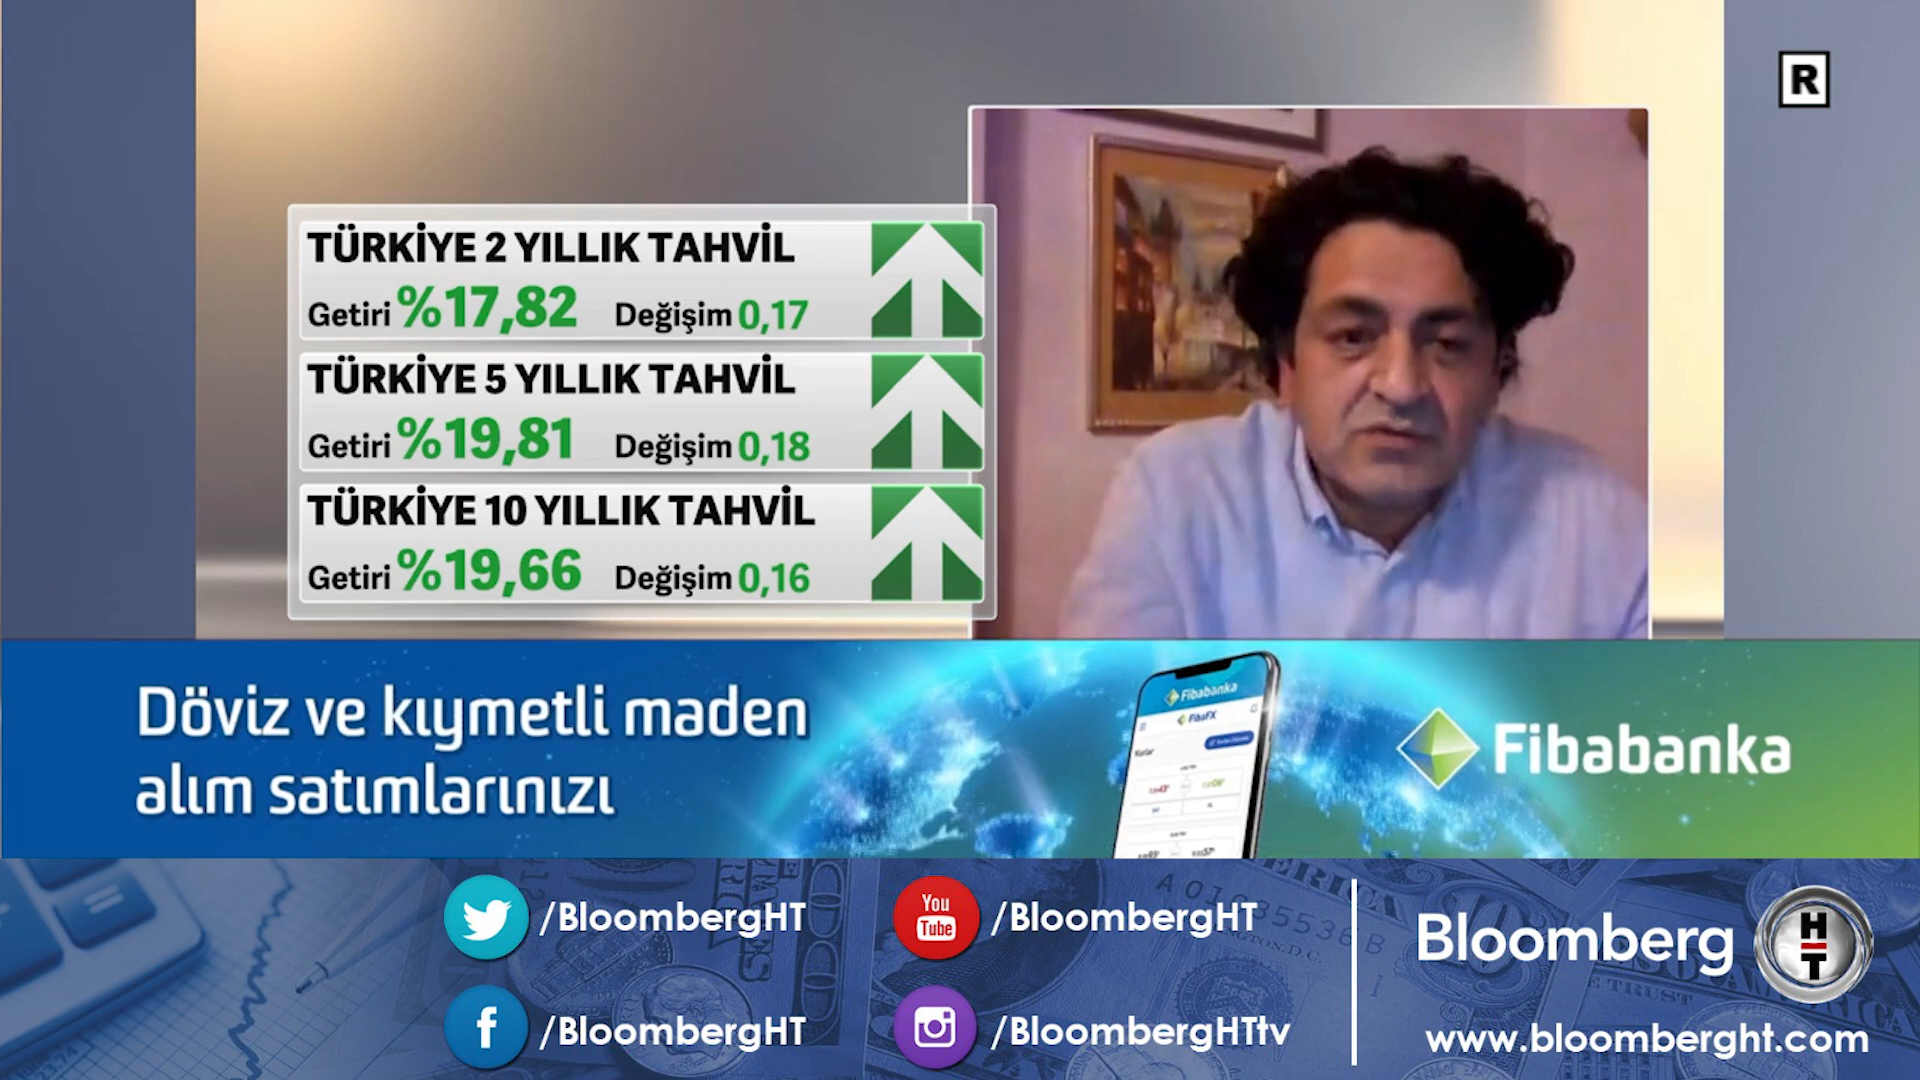 R
TÜRKİYE 2 YILLIK TAHVİL
Getiri %17,82 Değişim 0,17
TÜRKİYE 5 YILLIK TAHVİL
Getiri %19,81 Değişim 0,18
TÜRKİYE 10 YILLIK TAHVİL
Getiri %19,66 Değişim 0,16
Döviz ve kıymetli maden
alım satımlarınızı
Fibabanka
FibaFX
Fibabanka
/BloombergHT
You
Tube
/BloombergHT
/BloombergHT
/BloombergHTtv
Bloomberg
H
T
www.bloomberght.com